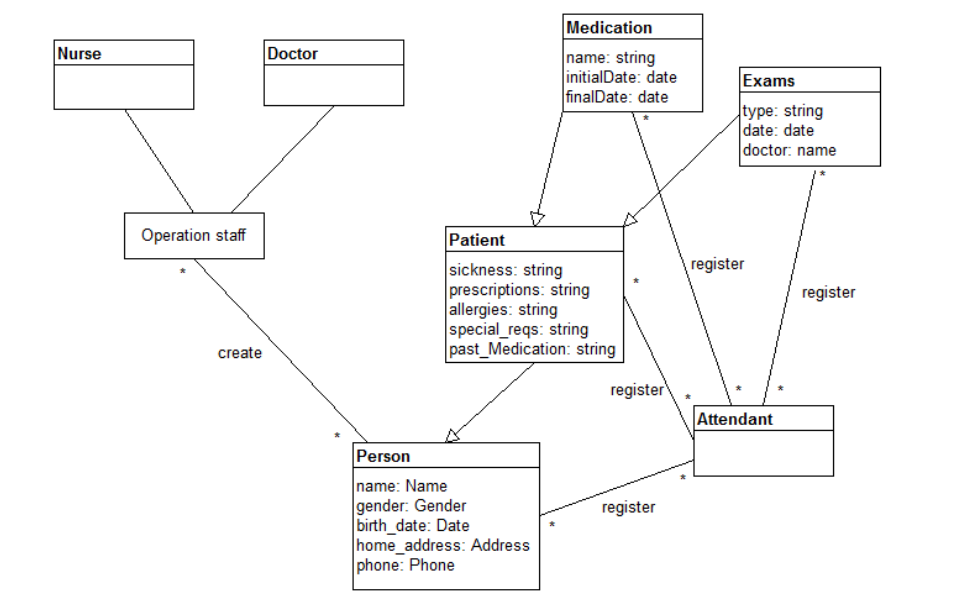 Nurse
Doctor
Medication
name: string
initialDate: date
finalDate: date
Exams
type: string
date: date
doctor: name
*
*
Operation staff
*
Patient
sickness: string
prescriptions: string
allergies: string
special_reqs: string
past_Medication: string
*
register
register
create
register
*
*
*
Attendant
*
Person
name: Name
gender: Gender
birth_date: Date
home_address: Address
phone: Phone
*
register
*